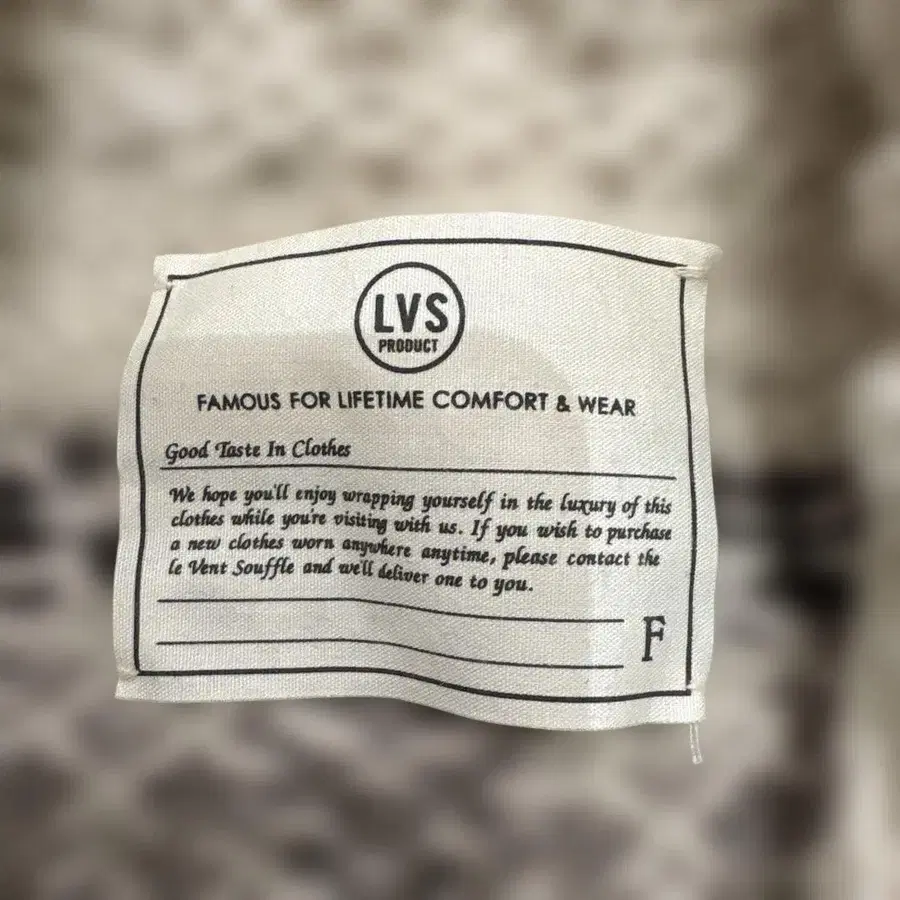 LVS
PRODUCT
FAMOUS FOR LIFETIME COMFORT & WEAR
Good Taste In Clothes
We hope you'll enjoy wrapping yourself in the luxury of this
clothes while you're visiting with us. If you wish to purchase
a new clothes worn anywhere anytime, please contact the
le Vent Souffle and we'll deliver one to you.
F